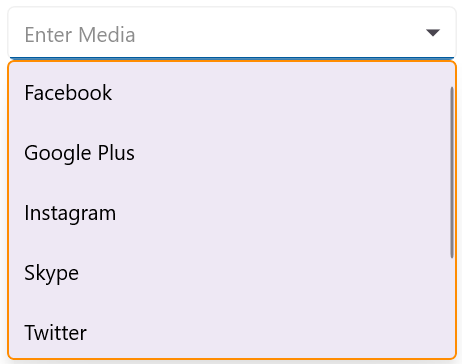 Enter Media
Facebook
Google Plus
Instagram
Skype
Twitter